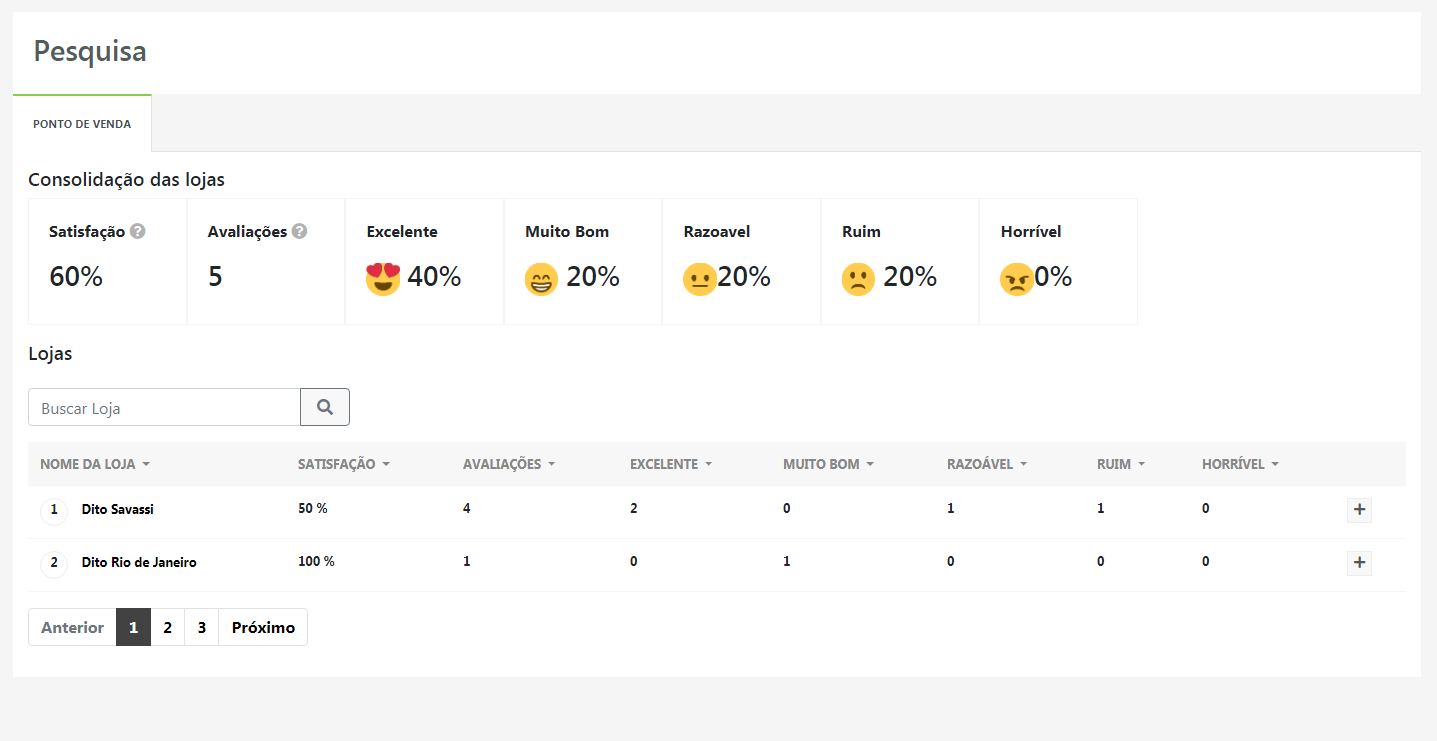 Pesquisa
PONTO DE VENDA
Consolidação das lojas
Satisfação ? Avaliações ? Excelente Muito Bom Razoavel Ruim Horrível
60% 5 40% 20% 20% 20% 0%
Lojas
Buscar Loja
NOME DA LOJA SATISFAÇÃO AVALIAÇÕES EXCELENTE MUITO BOM RAZOÁVEL RUIM HORRÍVEL
1 Dito Savassi 50 % 4 2 0 1 1 0 +
2 Dito Rio de Janeiro 100 % 1 0 1 0 0 0 +
Anterior 1 2 3 Próximo